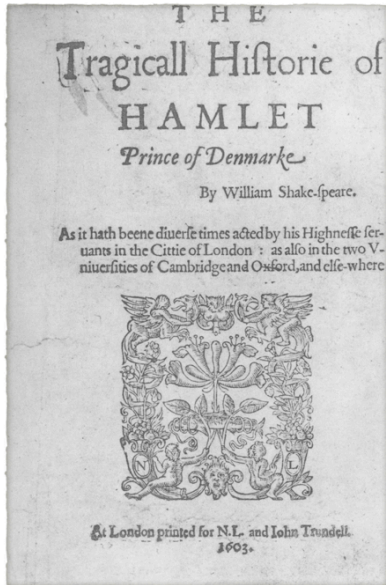 THE
Tragicall Hiſtorie of
HAMLET
Prince of Denmarke
By William Shake-ſpeare.
As it hath beene diuerſe times acted by his Highneſſe ſer-
uants in the Cittie of London : as alſo in the two V-
niuerſities of Cambridge and Oxford, and elſe-where
N L
At London printed for N.L. and Iohn Trundell.
1603.